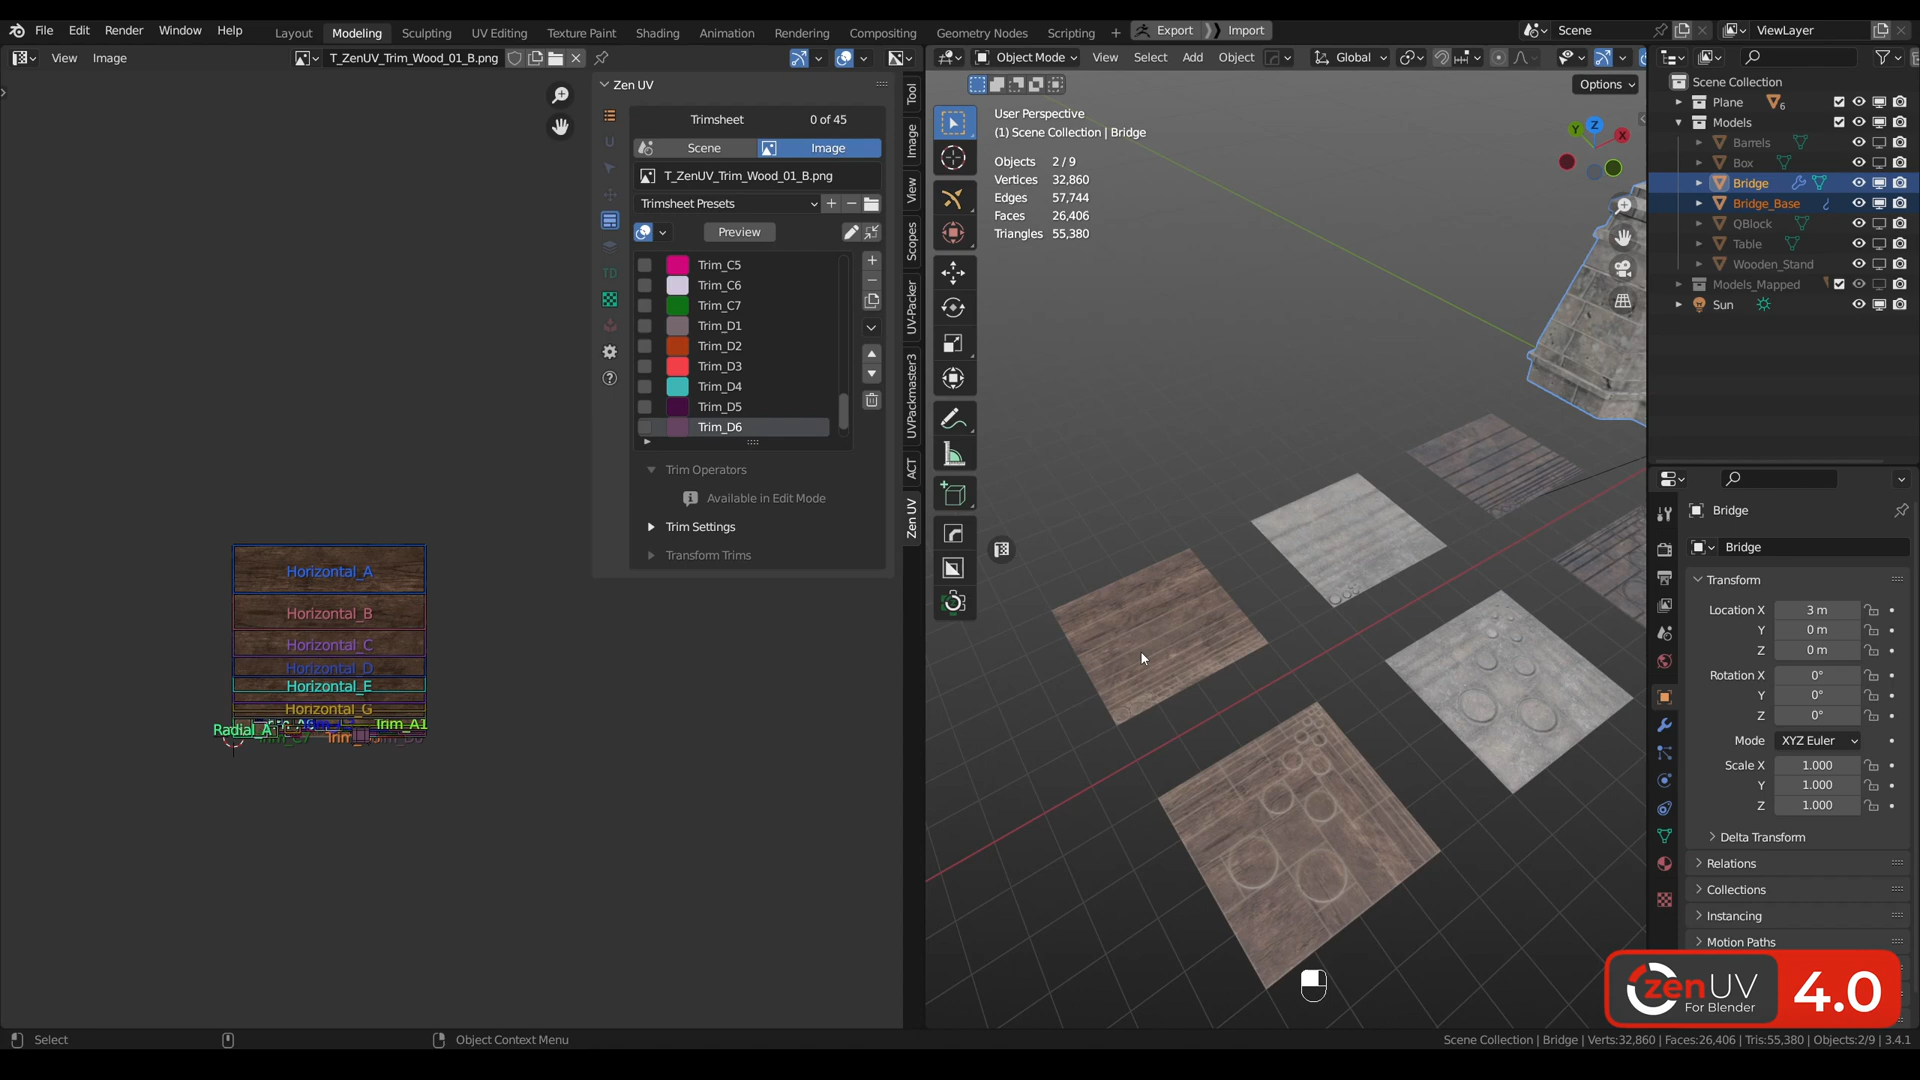 File Edit Render Window Help
Layout Modeling Sculpting UV Editing Texture Paint Shading Animation Rendering Compositing Geometry Nodes Scripting + Export Import Scene ViewLayer
View Image T_ZenUV_Trim_Wood_01_B.png
Object Mode View Select Add Object Global
Options
Zen UV
Trimsheet 0 of 45
Scene Image
T_ZenUV_Trim_Wood_01_B.png
Trimsheet Presets
Preview
Trim_C5
Trim_C6
Trim_C7
Trim_D1
Trim_D2
Trim_D3
Trim_D4
Trim_D5
Trim_D6
Trim Operators
Available in Edit Mode
Trim Settings
Transform Trims
TD
Tool
Image
View
Scopes
UV-Packer
UVPackmaster3
ACT
Zen UV
Horizontal_A
Horizontal_B
Horizontal_C
Horizontal_D
Horizontal_E
Horizontal_G
Radial_A
Trim_A1
User Perspective
(1) Scene Collection | Bridge
Objects 2 / 9
Vertices 32,860
Edges 57,744
Faces 26,406
Triangles 55,380
Y Z X
Scene Collection
Plane 6
Models
Barrels
Box
Bridge
Bridge_Base
QBlock
Table
Wooden_Stand
Models_Mapped
Sun
Bridge
Bridge
Transform
Location X 3 m
Y 0 m
Z 0 m
Rotation X 0°
Y 0°
Z 0°
Mode XYZ Euler
Scale X 1.000
Y 1.000
Z 1.000
Delta Transform
Relations
Collections
Instancing
Motion Paths
zen UV
For Blender
4.0
Select Object Context Menu
Scene Collection | Bridge | Verts:32,860 | Faces:26,406 | Tris:55,380 | Objects:2/9 | 3.4.1